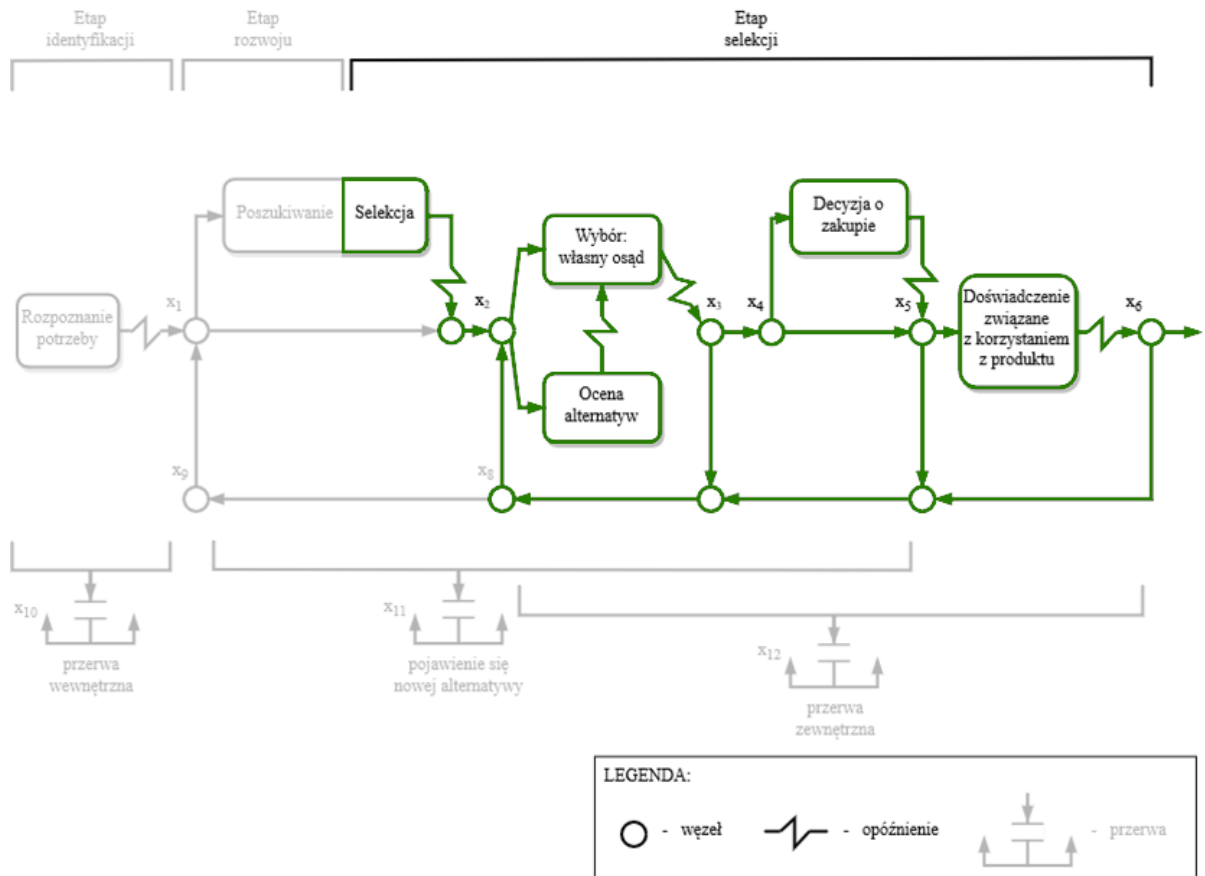 Etap
identyfikacji
Etap
rozwoju
Etap
selekcji
Poszukiwanie
Selekcja
Wybór:
własny osąd
Decyzja o
zakupie
Rozpoznanie
potrzeby
x1
x2
x3
x4
x5
Doświadczenie
związane
z korzystaniem
z produktu
x6
Ocena
alternatyw
x9
x8
x10
przerwa
wewnętrzna
x11
pojawienie się
nowej alternatywy
x12
przerwa
zewnętrzna
LEGENDA:
- węzeł - opóźnienie - przerwa